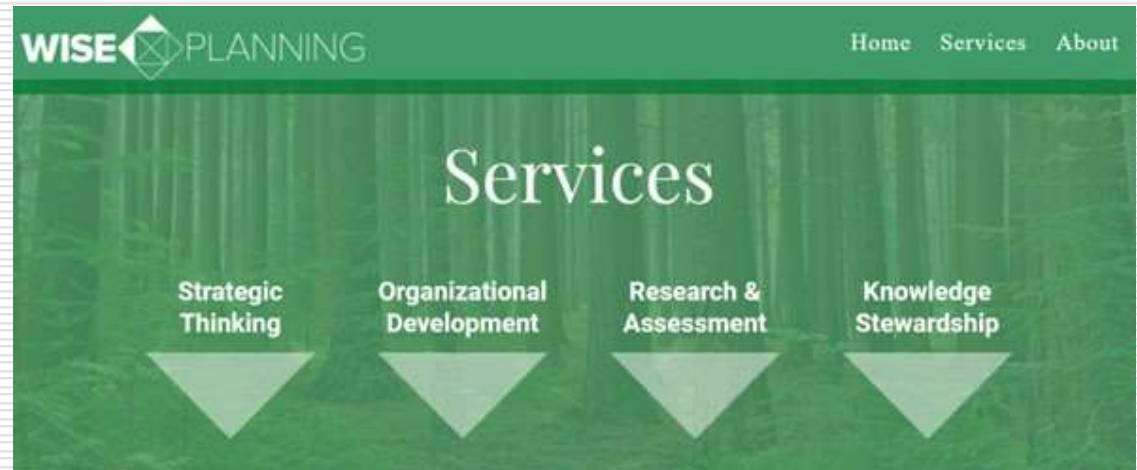 WISE PLANNING
Home Services About
Services
Strategic
Thinking
Organizational
Development
Research &
Assessment
Knowledge
Stewardship